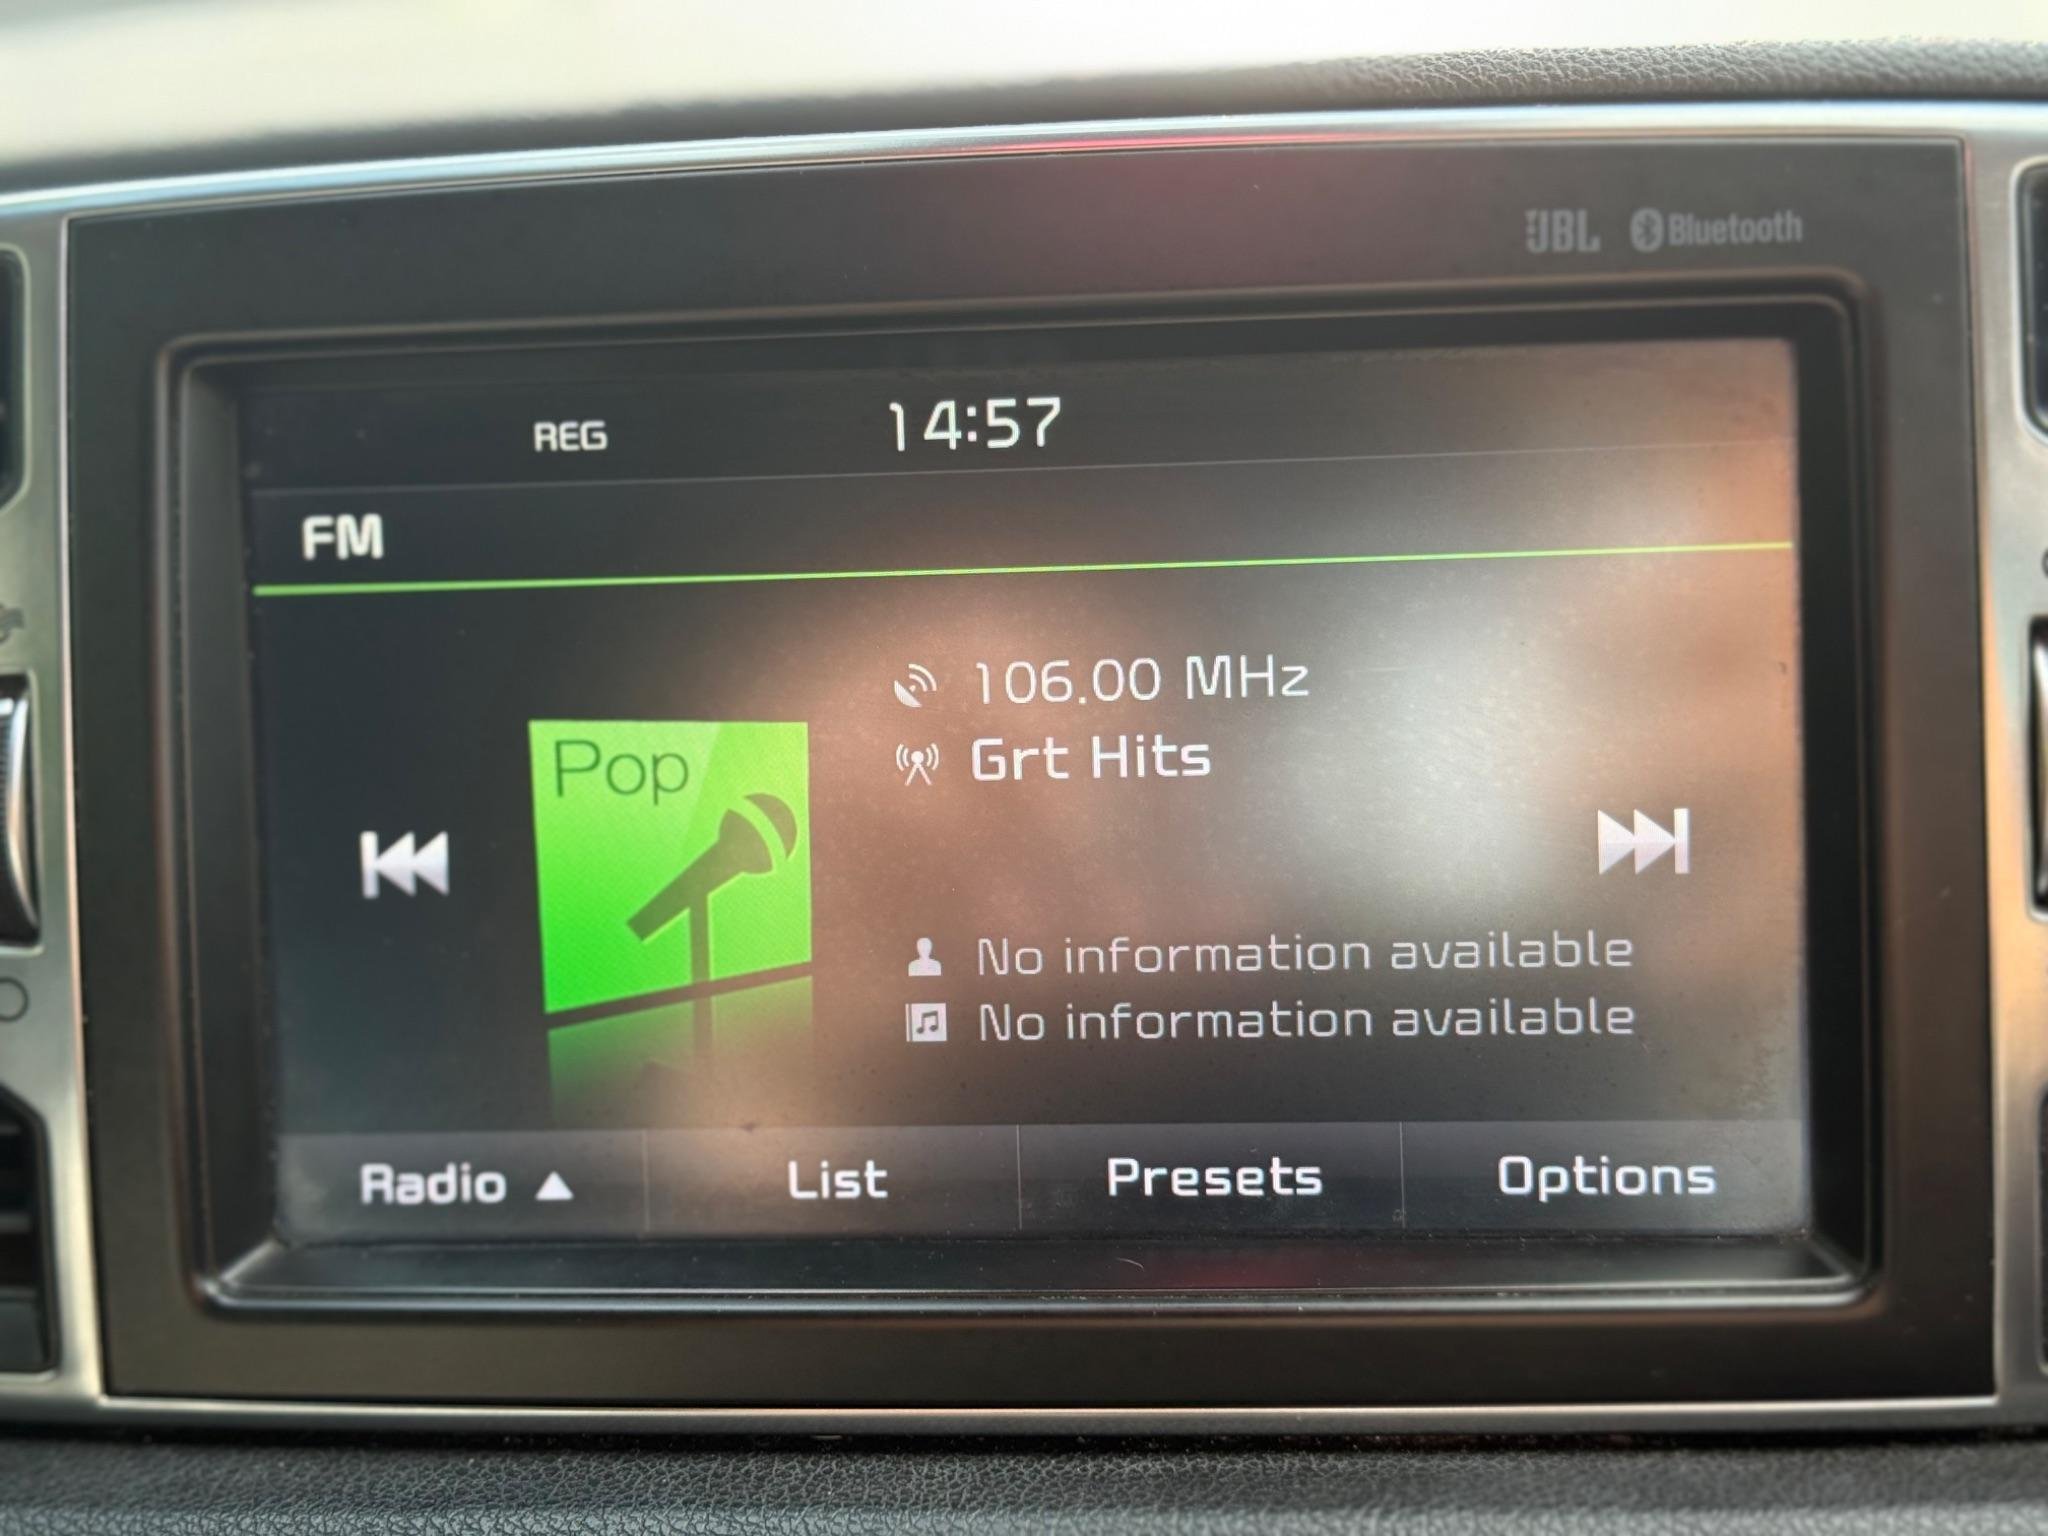 JBL Bluetooth
REG 14:57
FM
106.00 MHz
Grt Hits
Pop
No information available
No information available
Radio ▲ List Presets Options